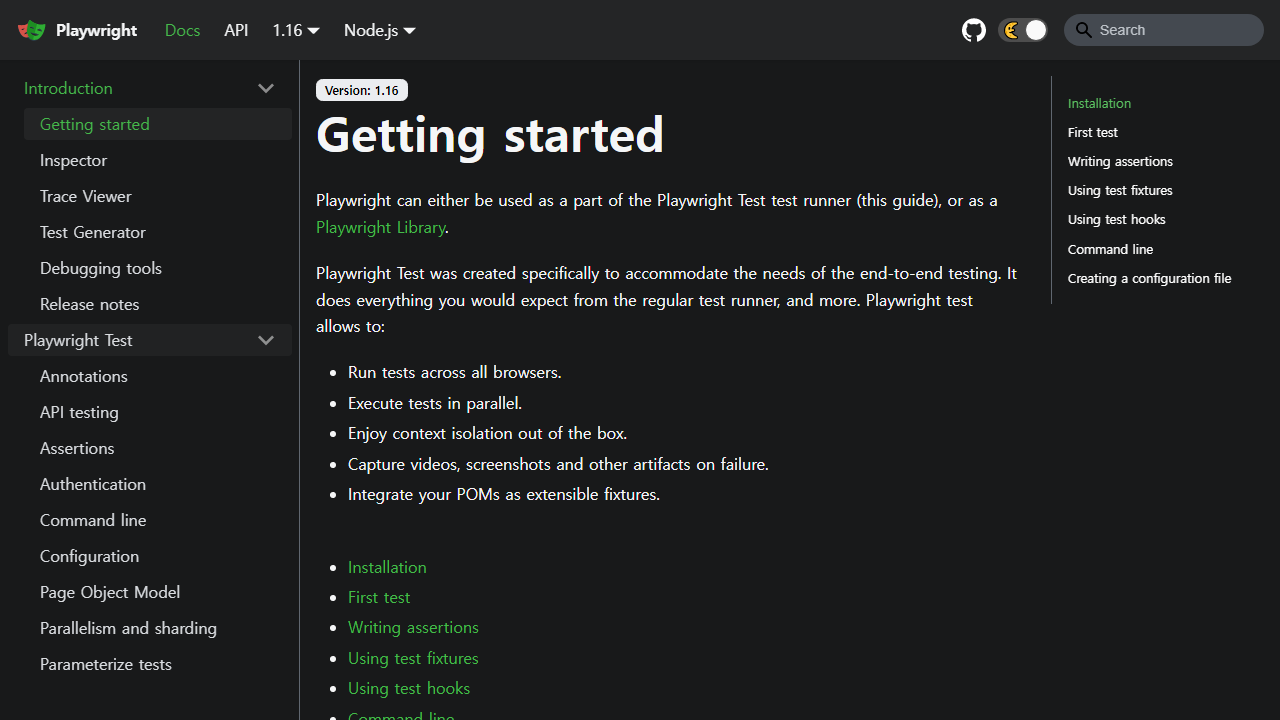 Playwright
Docs
API
1.16
Node.js
Search
Introduction
Getting started
Inspector
Trace Viewer
Test Generator
Debugging tools
Release notes
Playwright Test
Annotations
API testing
Assertions
Authentication
Command line
Configuration
Page Object Model
Parallelism and sharding
Parameterize tests
Version: 1.16
Getting started
Playwright can either be used as a part of the Playwright Test test runner (this guide), or as a
Playwright Library.
Playwright Test was created specifically to accommodate the needs of the end-to-end testing. It
does everything you would expect from the regular test runner, and more. Playwright test
allows to:
Run tests across all browsers.
Execute tests in parallel.
Enjoy context isolation out of the box.
Capture videos, screenshots and other artifacts on failure.
Integrate your POMs as extensible fixtures.
Installation
First test
Writing assertions
Using test fixtures
Using test hooks
Command line
Installation
First test
Writing assertions
Using test fixtures
Using test hooks
Command line
Creating a configuration file